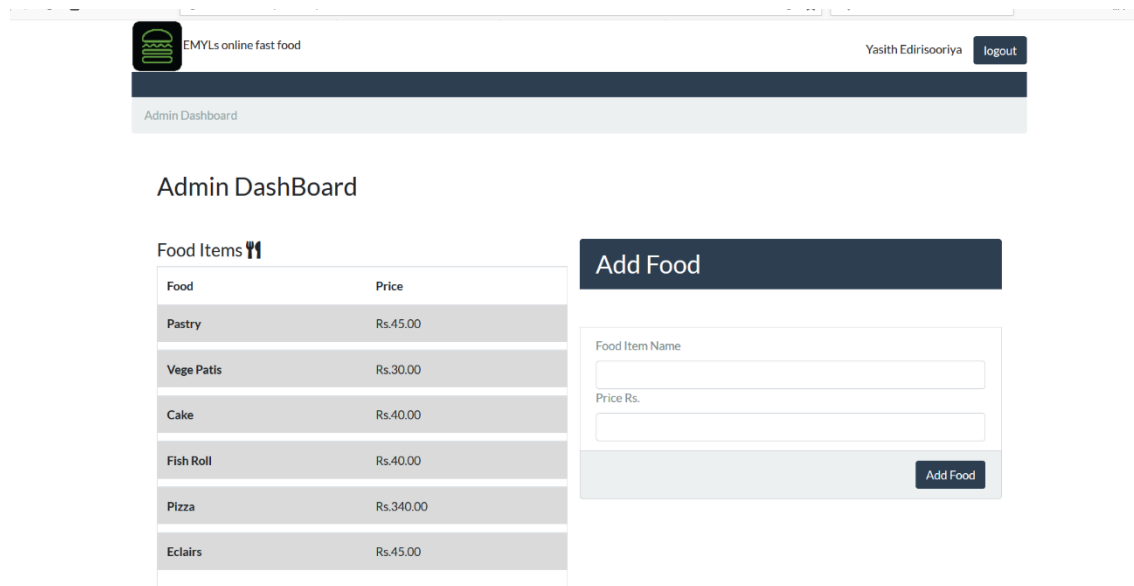 EMYLs online fast food
Yasith Edirisooriya logout
Admin Dashboard
Admin DashBoard
Food Items
Food Price
Pastry Rs.45.00
Vege Patis Rs.30.00
Cake Rs.40.00
Fish Roll Rs.40.00
Pizza Rs.340.00
Eclairs Rs.45.00
Add Food
Food Item Name
Price Rs.
Add Food